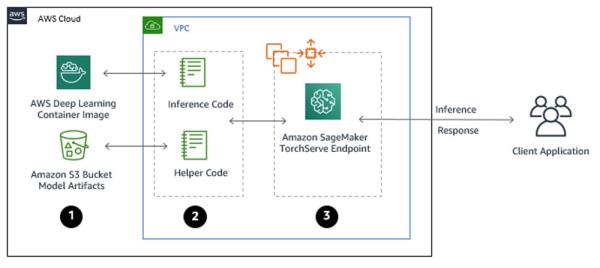 aws
AWS Cloud
VPC
AWS Deep Learning
Container Image
Inference Code
Amazon SageMaker
TorchServe Endpoint
Inference
Response
Client Application
Amazon S3 Bucket
Model Artifacts
Helper Code
1
2
3